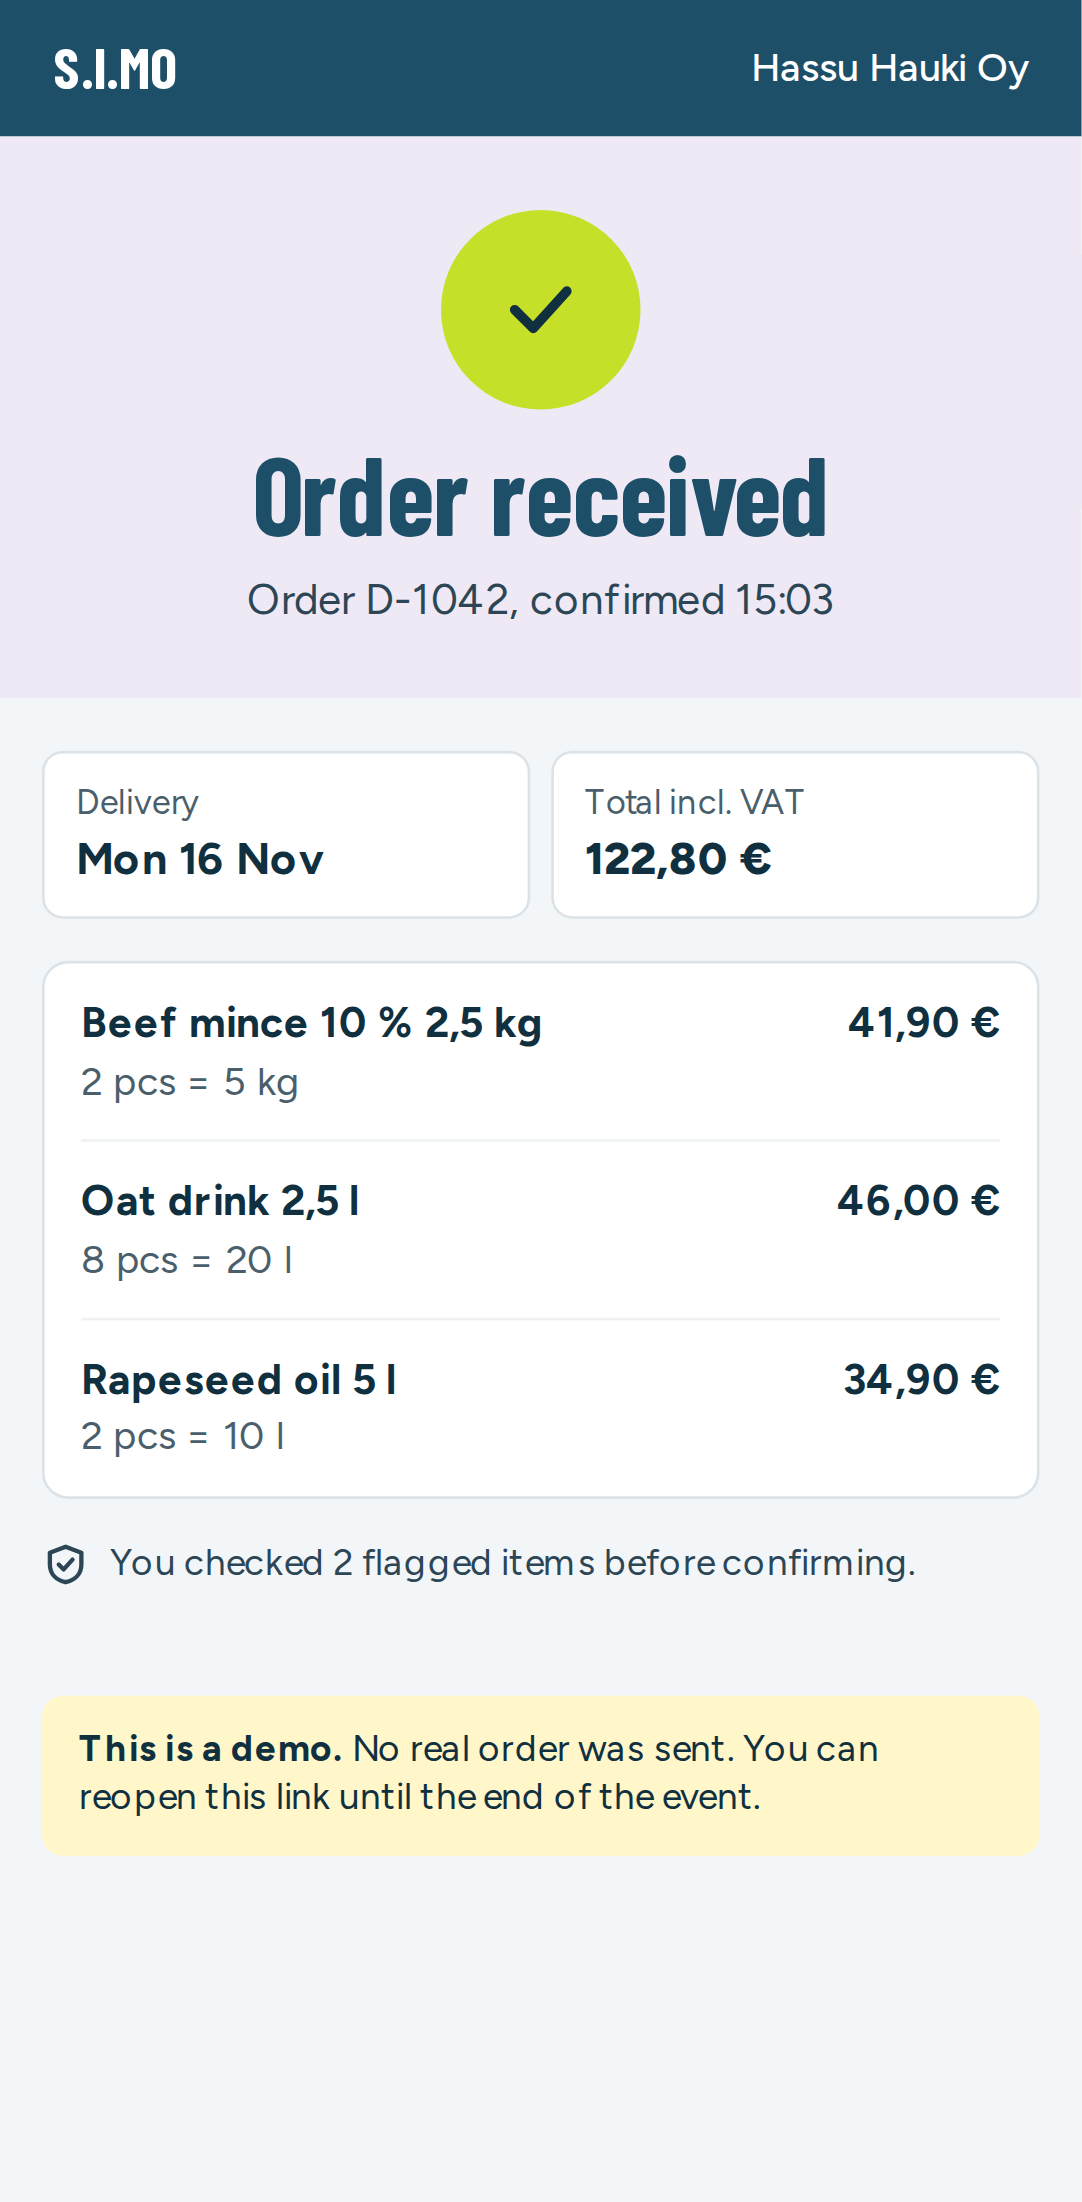 S.I.MO
Hassu Hauki Oy
Order received
Order D-1042, confirmed 15:03
Delivery
Mon 16 Nov
Total incl. VAT
122,80 €
Beef mince 10 % 2,5 kg
41,90 €
2 pcs = 5 kg
Oat drink 2,5 l
46,00 €
8 pcs = 20 l
Rapeseed oil 5 l
34,90 €
2 pcs = 10 l
You checked 2 flagged items before confirming.
This is a demo. No real order was sent. You can
reopen this link until the end of the event.